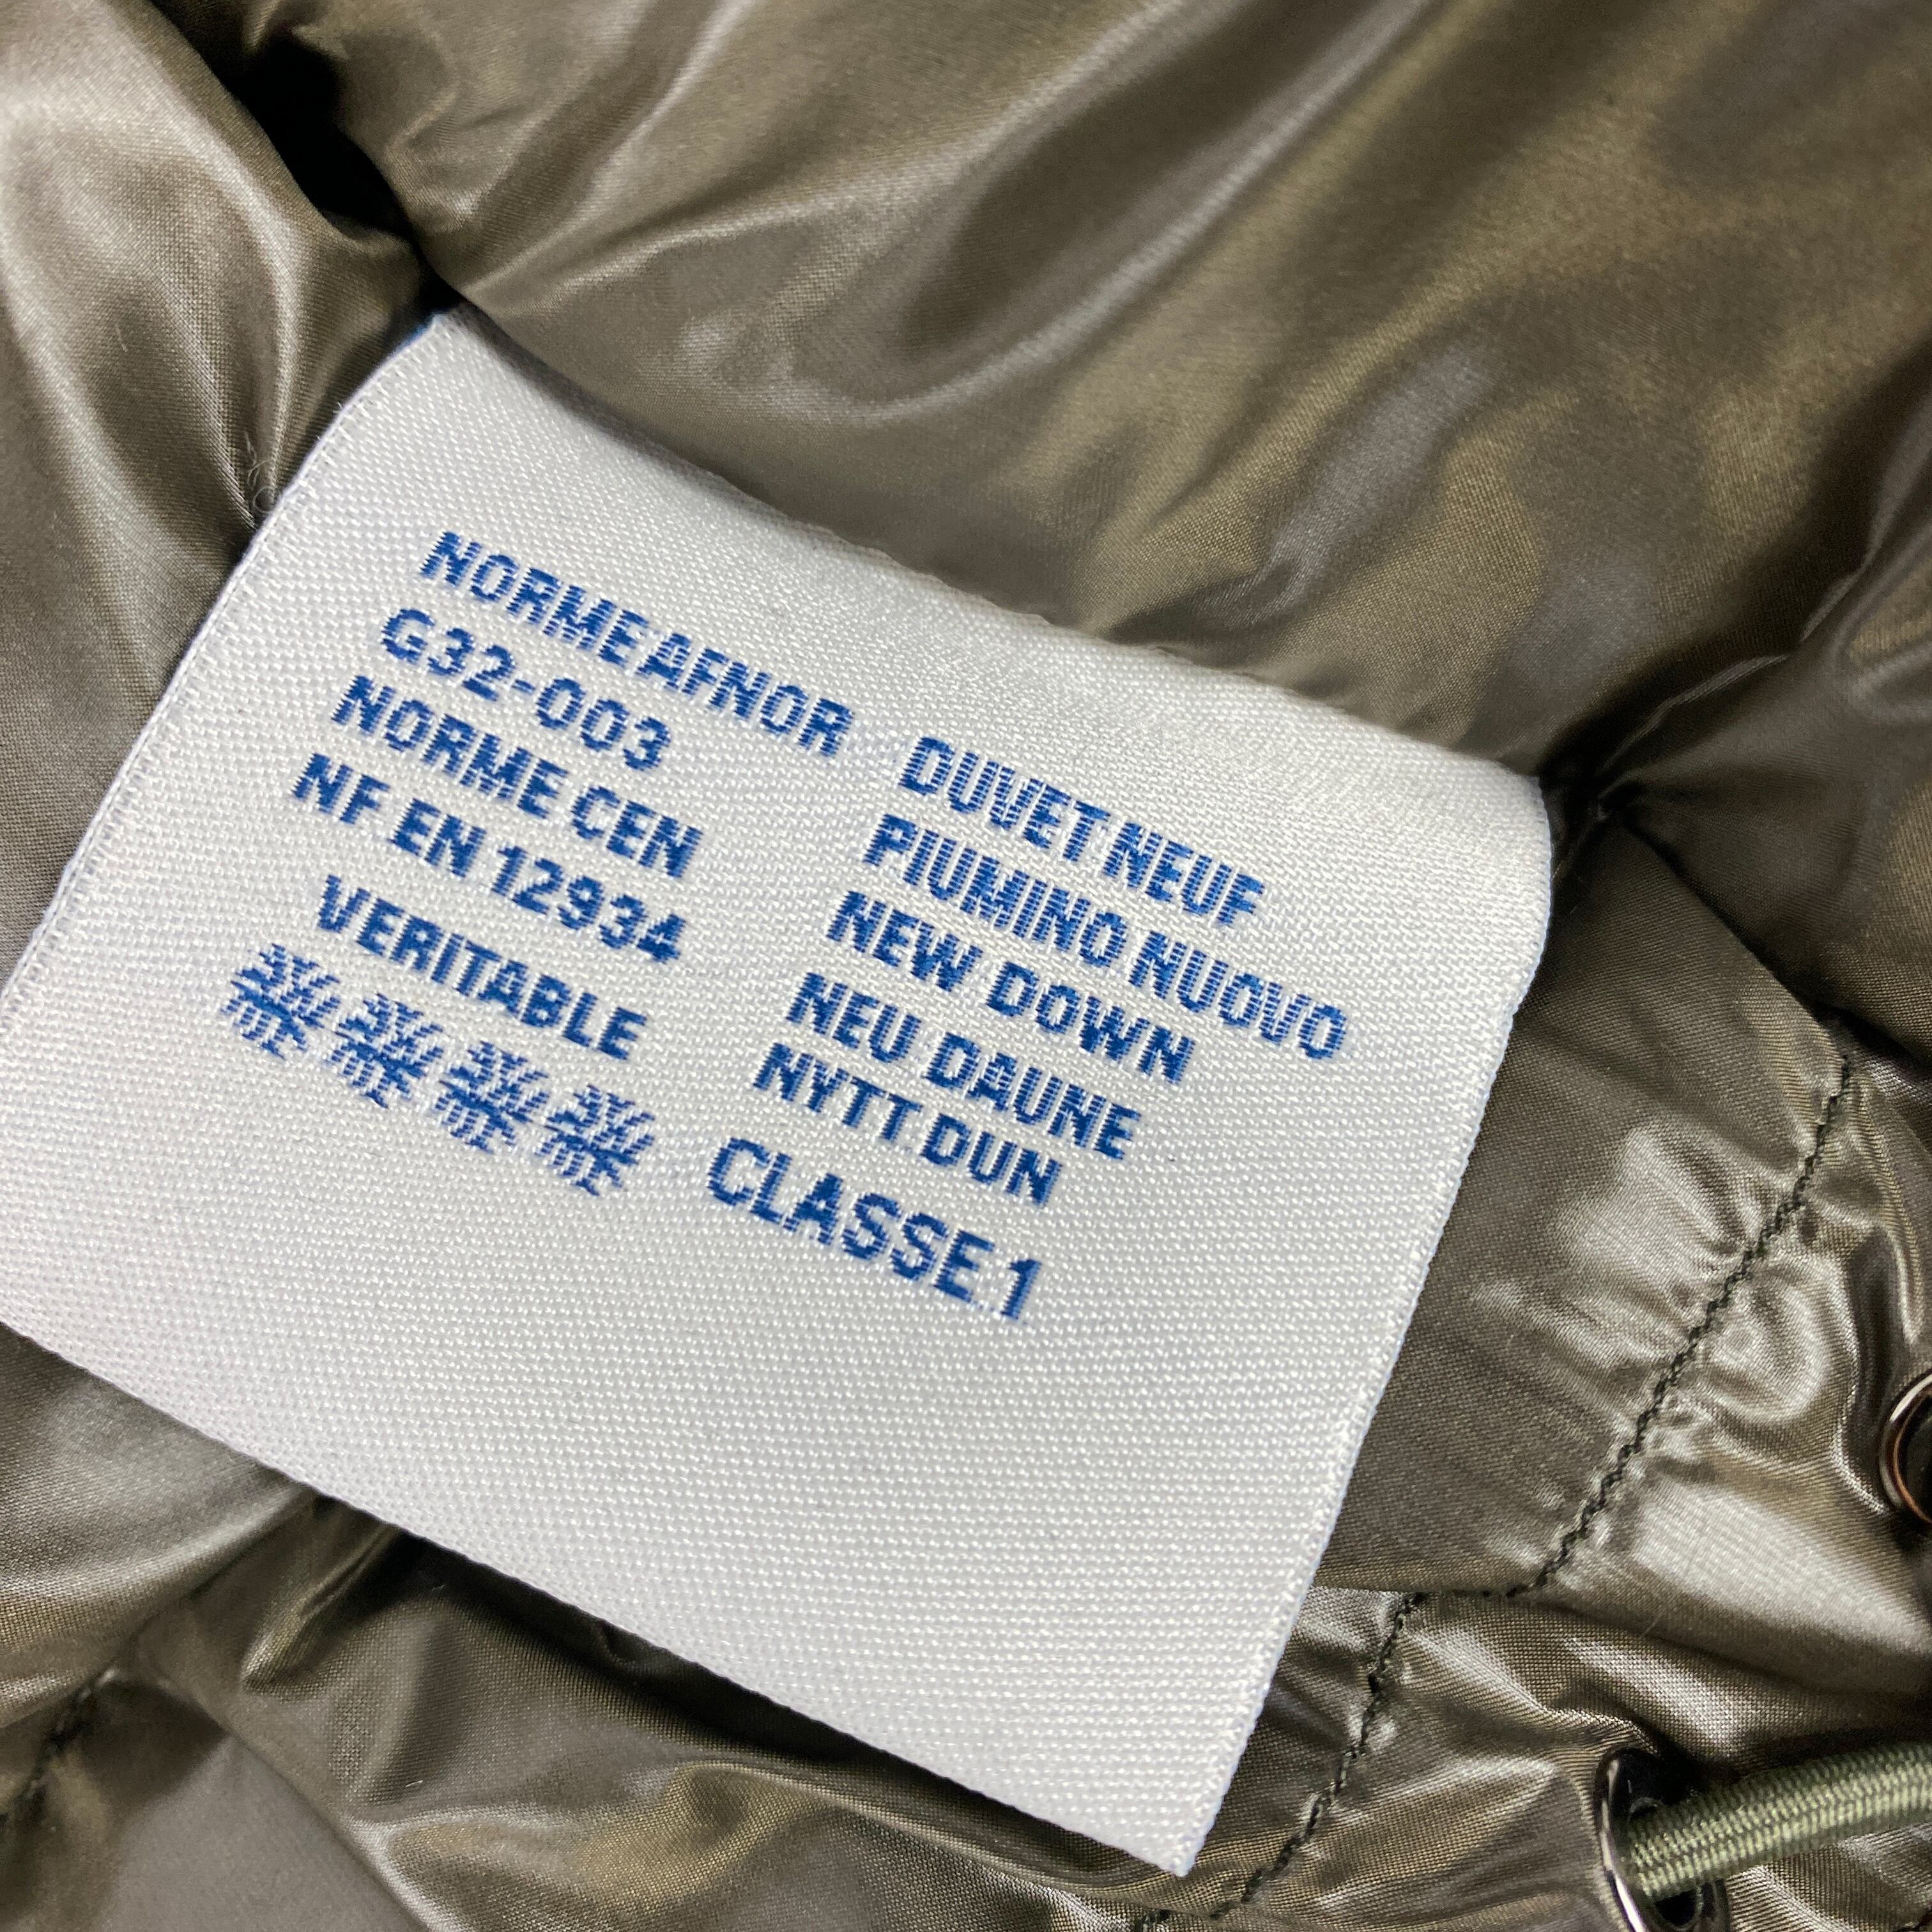 NORME AFNOR
G32-003
NORME CEN
NF EN 12934
VERITABLE
DUVET NEUF
PIUMINO NUOVO
NEW DOWN
NEU DAUNE
NYTT DUN
CLASSE.1